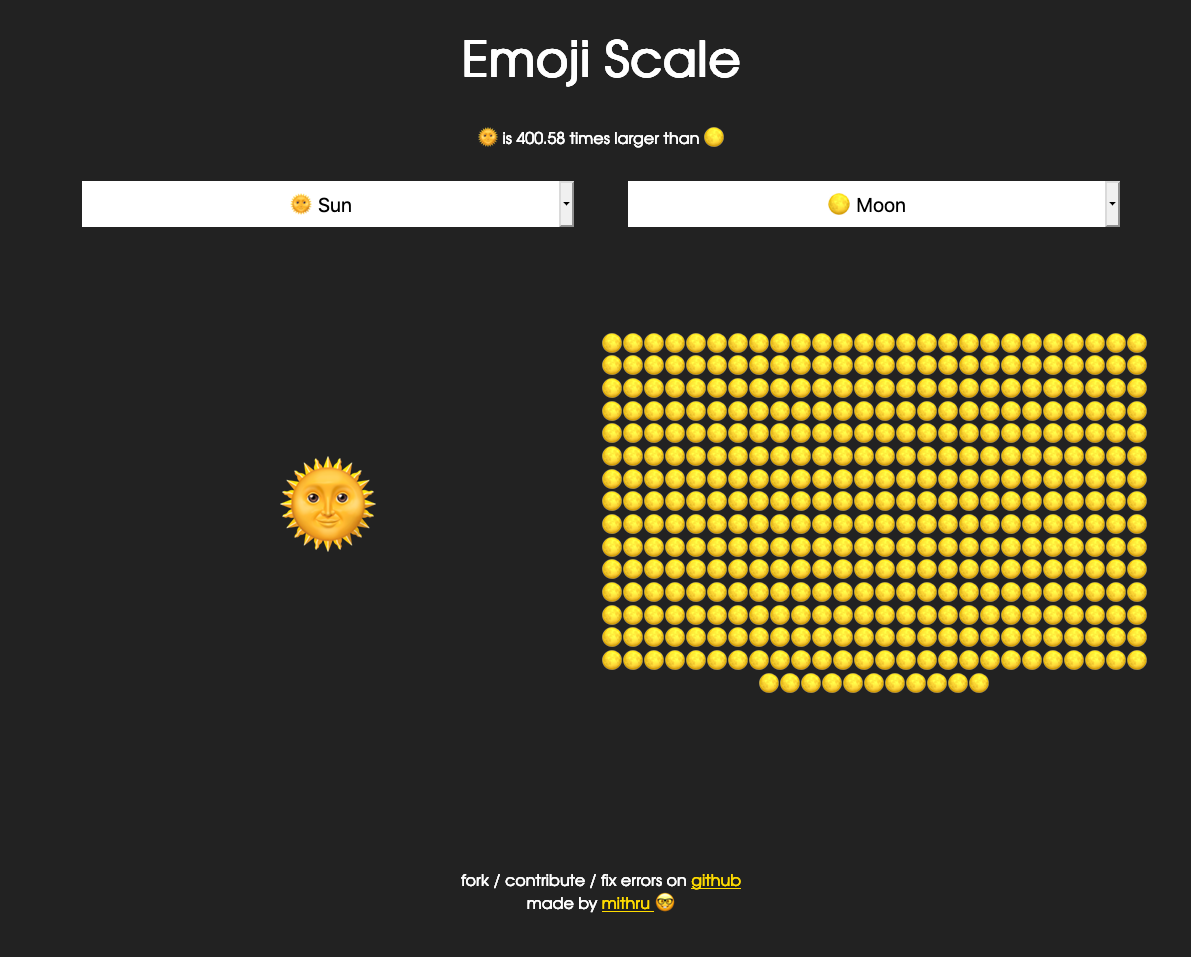 Emoji Scale
🌞 is 400.58 times larger than 🌕
🌞 Sun
🌕 Moon
fork / contribute / fix errors on github
made by mithru 🤓